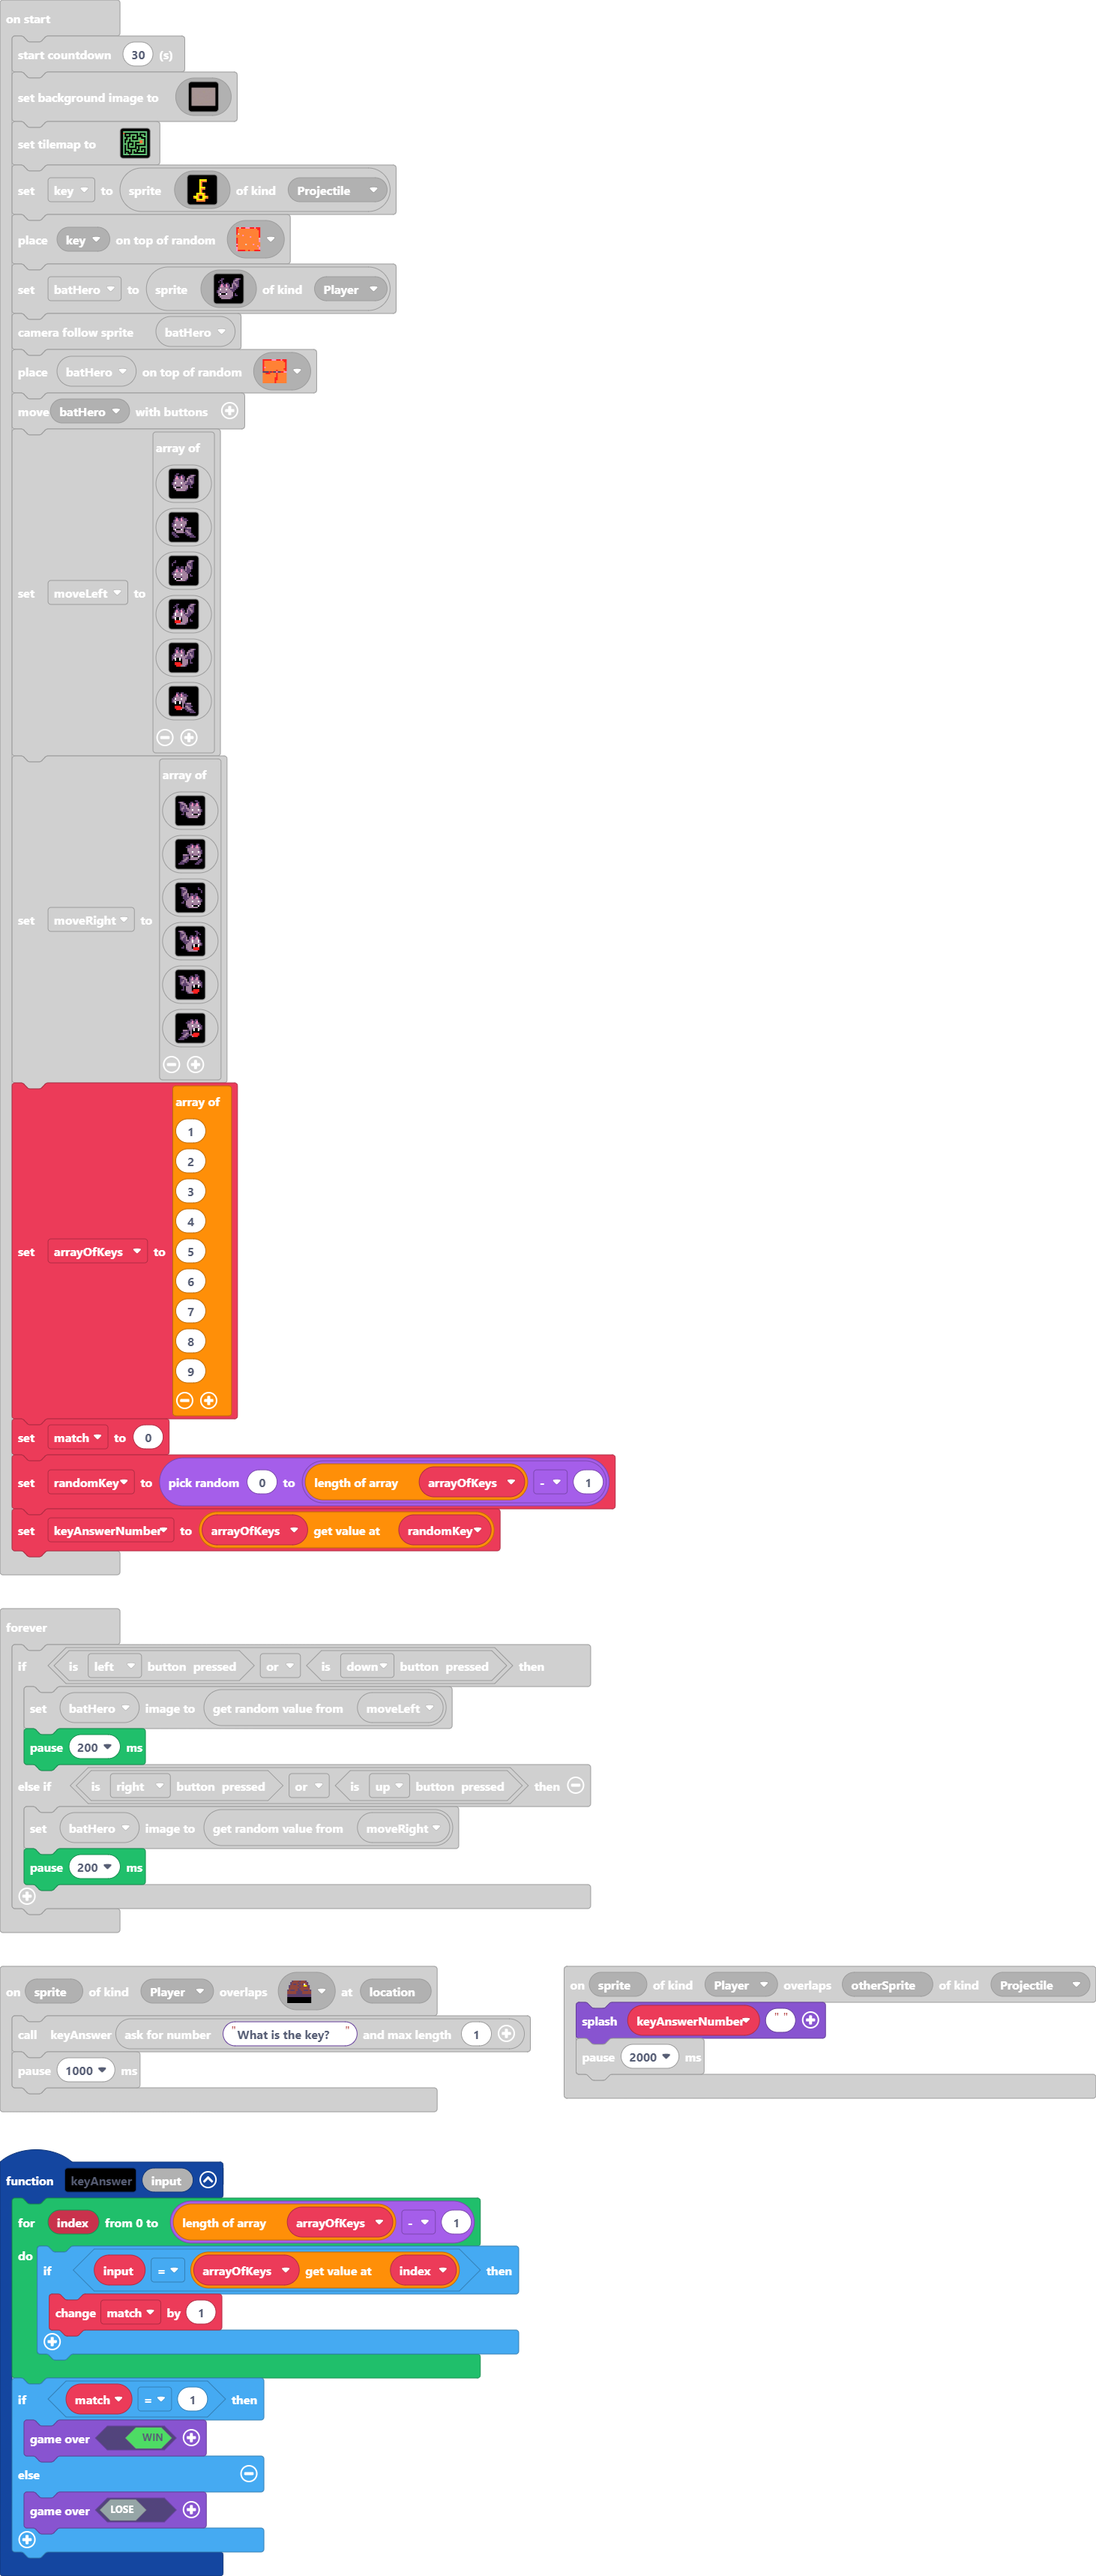 on start
start countdown 30 (s)
set background image to
set tilemap to
set key to sprite of kind Projectile
place key on top of random
set batHero to sprite of kind Player
camera follow sprite batHero
place batHero on top of random
move batHero with buttons
array of
set moveLeft to
array of
set moveRight to
array of
1
2
3
4
set arrayOfKeys to 5
6
7
8
9
set match to 0
set randomKey to pick random 0 to length of array arrayOfKeys - 1
set keyAnswerNumber to arrayOfKeys get value at randomKey
forever
if is left button pressed or is down button pressed then
set batHero image to get random value from moveLeft
pause 200 ms
else if is right button pressed or is up button pressed then
set batHero image to get random value from moveRight
pause 200 ms
on sprite of kind Player overlaps at location
call keyAnswer ask for number "What is the key? " and max length 1
pause 1000 ms
on sprite of kind Player overlaps otherSprite of kind Projectile
splash keyAnswerNumber " "
pause 2000 ms
function keyAnswer input
for index from 0 to length of array arrayOfKeys - 1
do
if input = arrayOfKeys get value at index then
change match by 1
if match = 1 then
game over WIN
else
game over LOSE